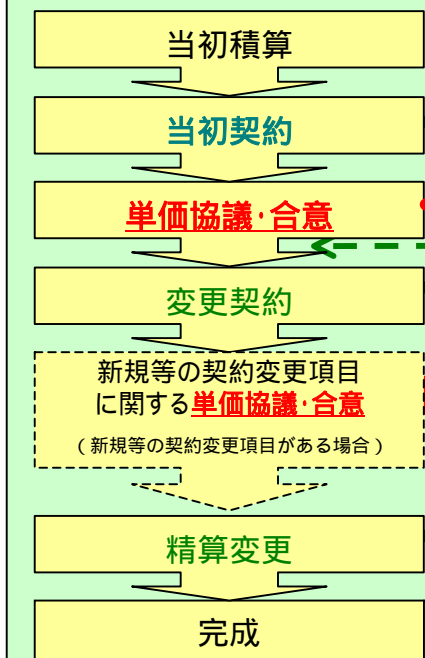 当初積算
当初契約
単価協議・合意
変更契約
新規等の契約変更項目
に関する単価協議・合意
(新規等の契約変更項目がある場合)
精算変更
完成